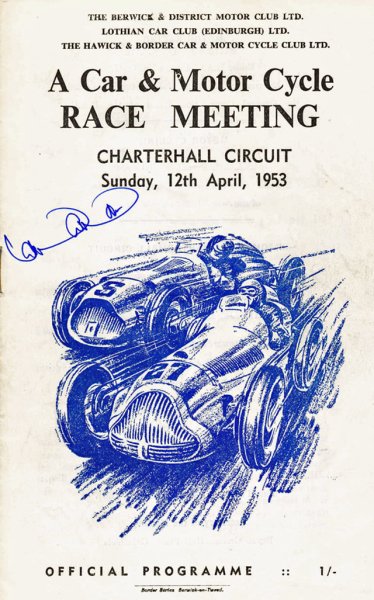 THE BERWICK & DISTRICT MOTOR CLUB LTD.
LOTHIAN CAR CLUB (EDINBURGH) LTD.
THE HAWICK & BORDER CAR & MOTOR CYCLE CLUB LTD.
A Car & Motor Cycle
RACE MEETING
CHARTERHALL CIRCUIT
Sunday, 12th April, 1953
5
27
OFFICIAL PROGRAMME :: 1/-
Border Series Berwick-on-Tweed.